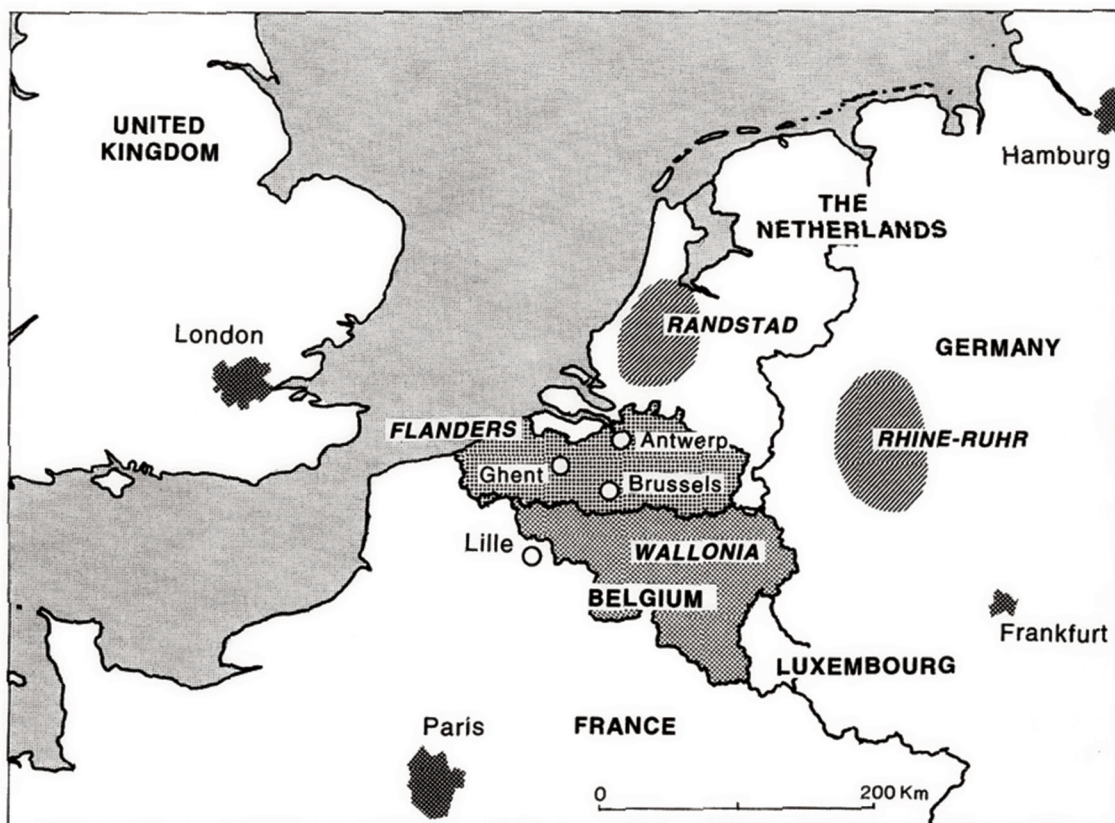 UNITED
KINGDOM
Hamburg
THE
NETHERLANDS
London
RANDSTAD
GERMANY
FLANDERS
Antwerp
RHINE-RUHR
Ghent
Brussels
Lille
WALLONIA
BELGIUM
Frankfurt
LUXEMBOURG
Paris
FRANCE
0
200 Km